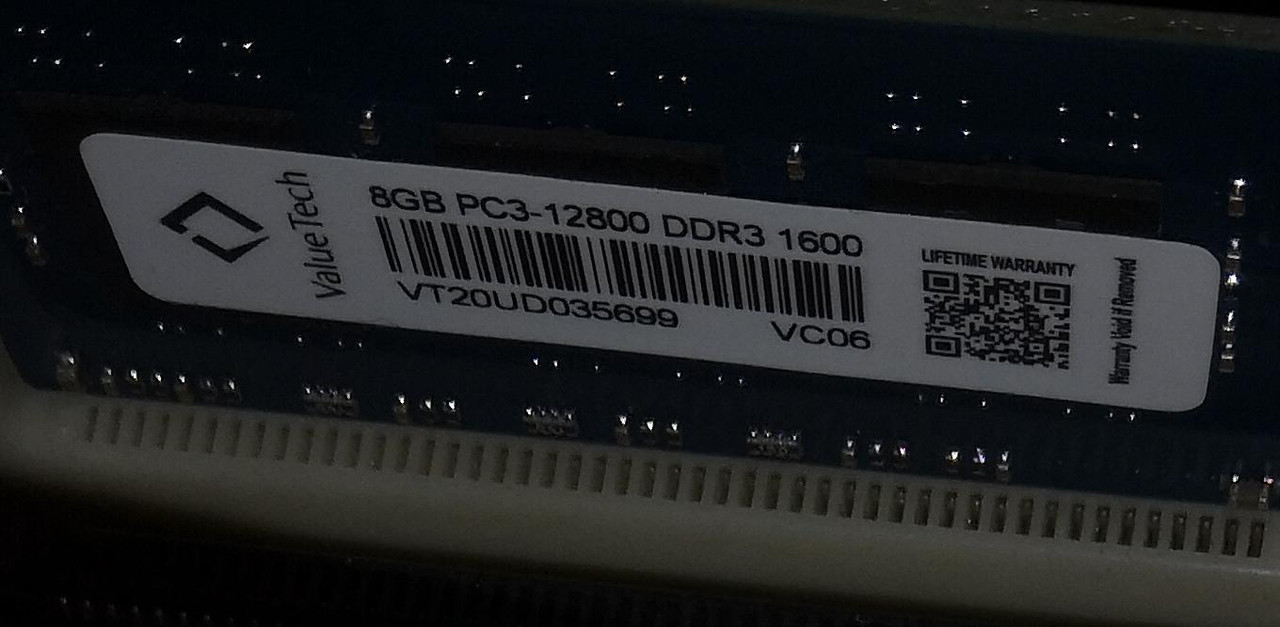 ValueTech
8GB PC3-12800 DDR3 1600
VT20UD035699
VC06
LIFETIME WARRANTY
Warranty Void if Removed